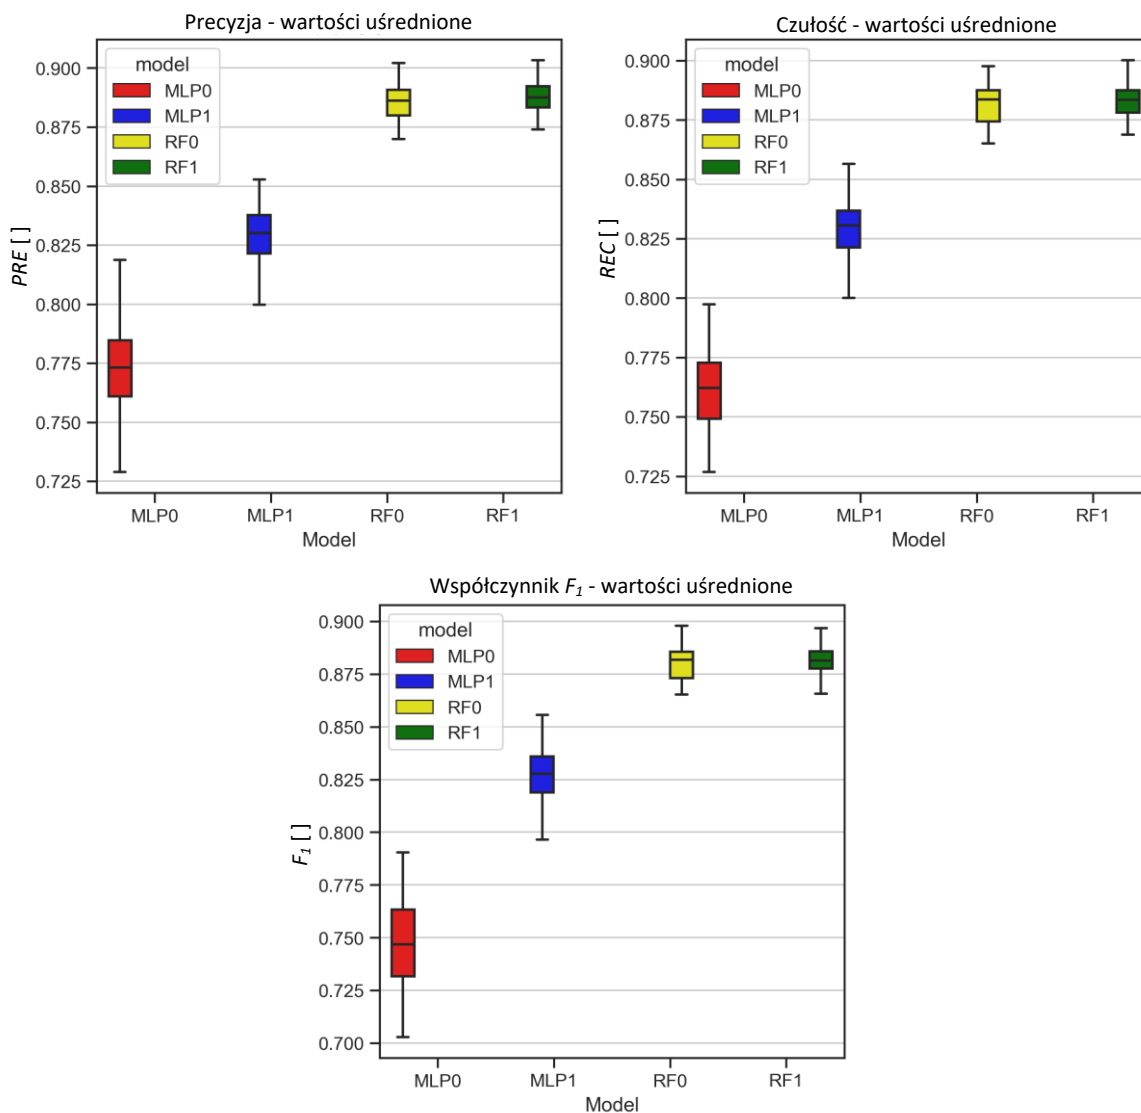 Precyzja - wartości uśrednione
model
MLP0
MLP1
RF0
RF1
0.900
0.875
0.850
0.825
0.800
0.775
0.750
0.725
PRE [ ]
MLP0 MLP1 RF0 RF1
Model
Czułość - wartości uśrednione
model
MLP0
MLP1
RF0
RF1
0.900
0.875
0.850
0.825
0.800
0.775
0.750
0.725
REC [ ]
MLP0 MLP1 RF0 RF1
Model
Współczynnik F1 - wartości uśrednione
model
MLP0
MLP1
RF0
RF1
0.900
0.875
0.850
0.825
0.800
0.775
0.750
0.725
0.700
F1 [ ]
MLP0 MLP1 RF0 RF1
Model